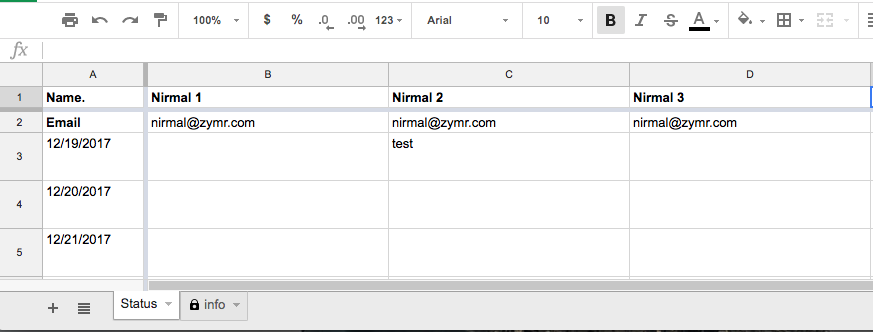 100% $ % .0 .00 123 Arial 10 B I S A
fx
A B C D
1 Name. Nirmal 1 Nirmal 2 Nirmal 3
2 Email nirmal@zymr.com nirmal@zymr.com nirmal@zymr.com
3 12/19/2017 test
4 12/20/2017
5 12/21/2017
+ Status info